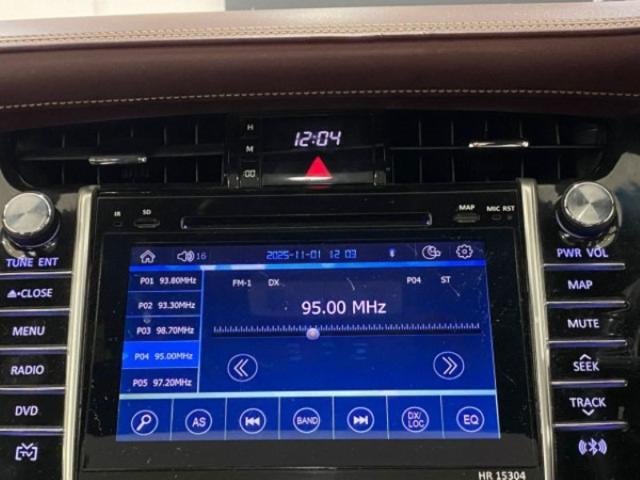 H
12:04
M
:00
IR
SD
MAP
MIC RST
TUNE ENT
PWR VOL
16
2025-11-01 12 03
P01 93.80MHz
FM-1 DX
P04 ST
P02 93.30MHz
95.00 MHz
P03 98.70MHz
P04 95.00MHz
P05 97.20MHz
AS
BAND
DX/
LOC
EQ
CLOSE
MENU
RADIO
DVD
MAP
MUTE
SEEK
TRACK
HR 15304